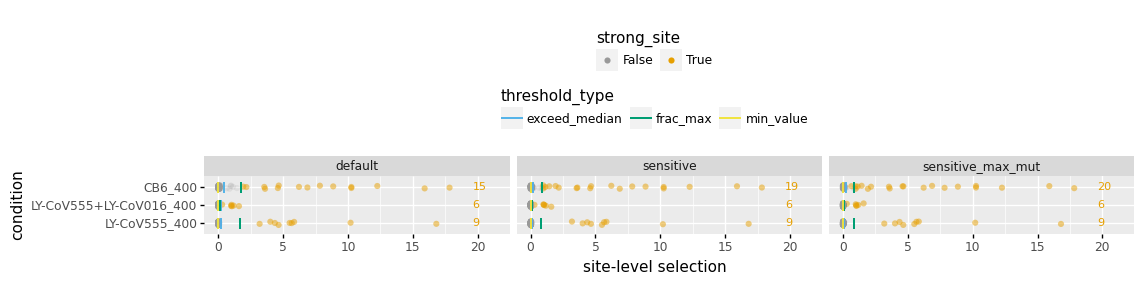 strong_site
False True
threshold_type
exceed_median frac_max min_value
default sensitive sensitive_max_mut
condition
CB6_400 15 19 20
LY-CoV555+LY-CoV016_400 6 6 6
LY-CoV555_400 9 9 9
0 5 10 15 20 0 5 10 15 20 0 5 10 15 20
site-level selection